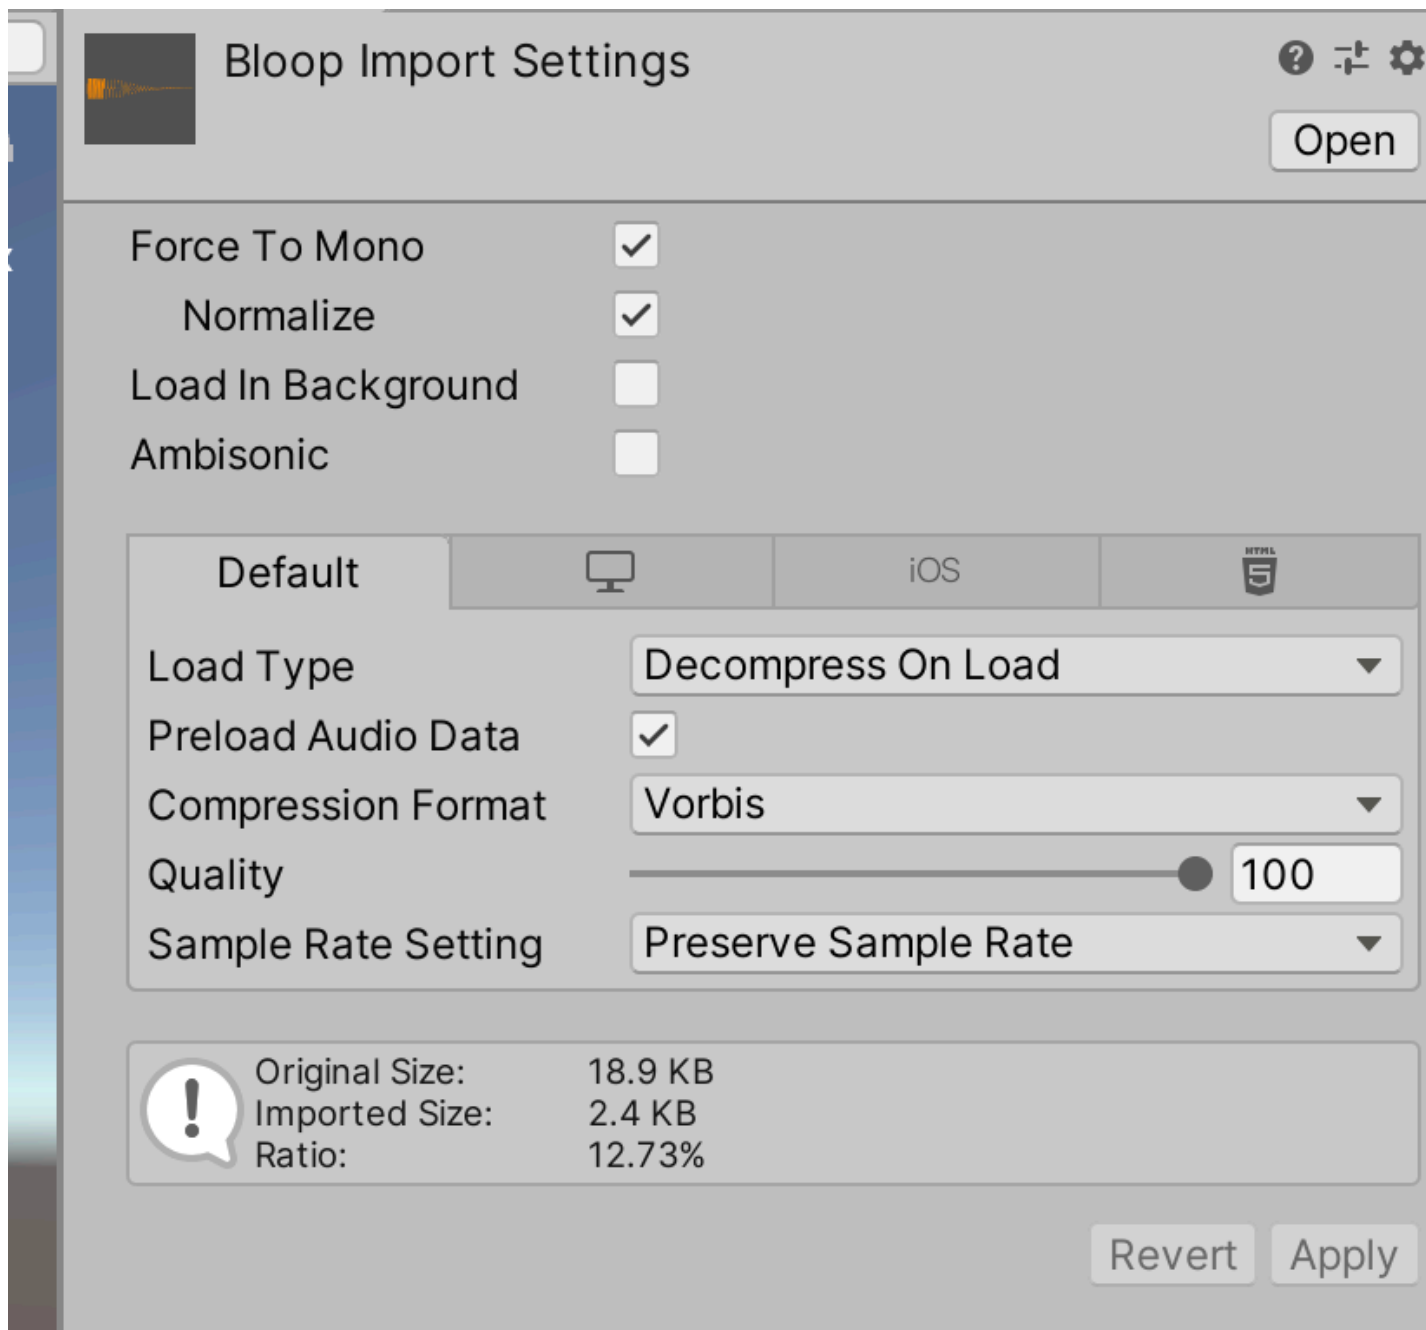 Bloop Import Settings
Open
Force To Mono
Normalize
Load In Background
Ambisonic
Default
iOS
HTML
5
Load Type
Decompress On Load
Preload Audio Data
Compression Format
Vorbis
Quality
100
Sample Rate Setting
Preserve Sample Rate
Original Size: 18.9 KB
Imported Size: 2.4 KB
Ratio: 12.73%
Revert
Apply